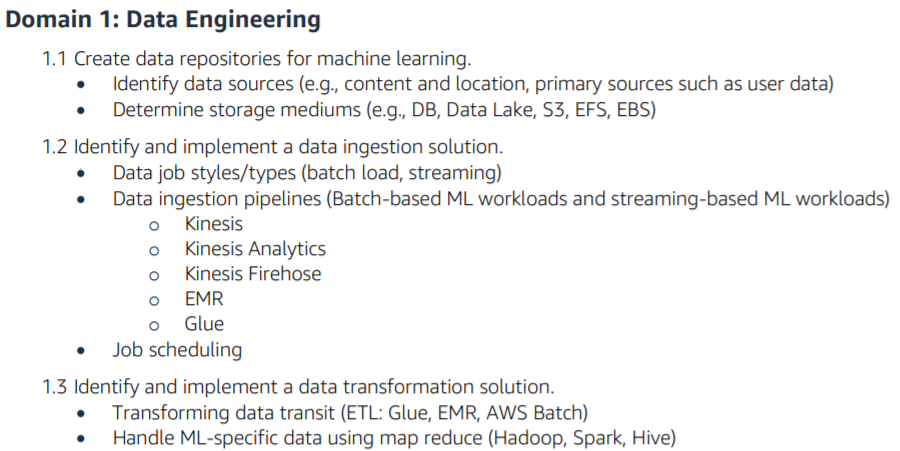 Domain 1: Data Engineering
1.1 Create data repositories for machine learning.
• Identify data sources (e.g., content and location, primary sources such as user data)
• Determine storage mediums (e.g., DB, Data Lake, S3, EFS, EBS)
1.2 Identify and implement a data ingestion solution.
• Data job styles/types (batch load, streaming)
• Data ingestion pipelines (Batch-based ML workloads and streaming-based ML workloads)
o Kinesis
o Kinesis Analytics
o Kinesis Firehose
o EMR
o Glue
• Job scheduling
1.3 Identify and implement a data transformation solution.
• Transforming data transit (ETL: Glue, EMR, AWS Batch)
• Handle ML-specific data using map reduce (Hadoop, Spark, Hive)